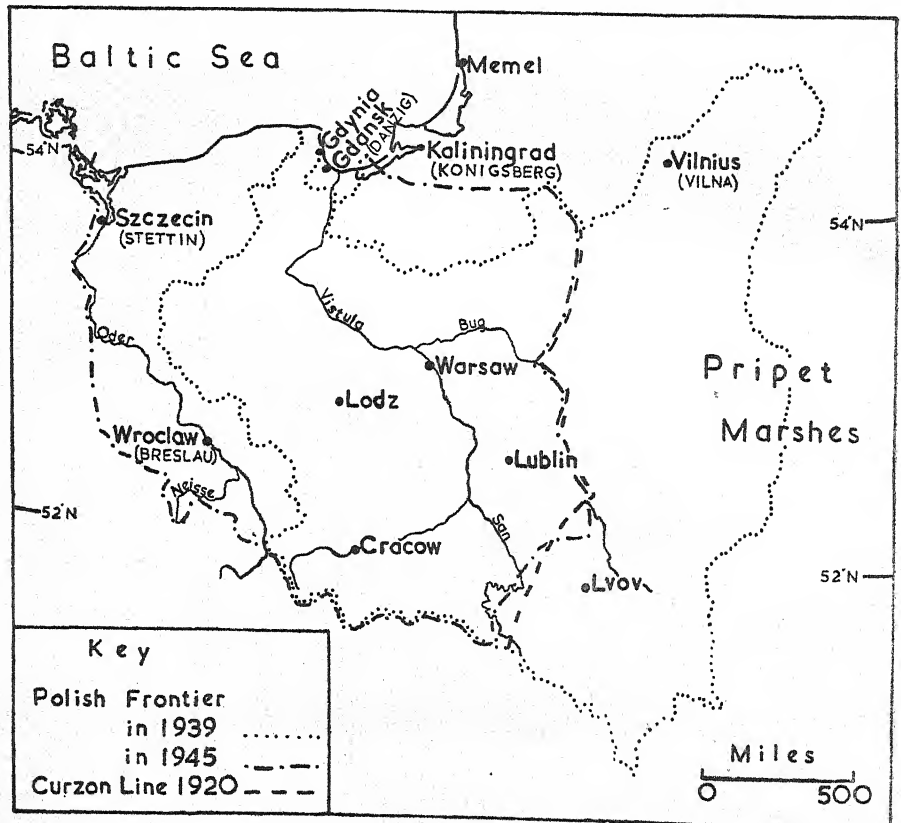 Baltic Sea
Memel
Gdynia
Gdansk
(DANZIG)
54°N
Kaliningrad
(KONIGSBERG)
Vilnius
(VILNA)
Szczecin
(STETTIN)
54°N
Vistula
Bug
Oder
Warsaw
Pripet
Marshes
Lodz
Wroclaw
(BRESLAU)
Lublin
Neisse
52°N
San
Cracow
Lvov
52°N
Key
Polish Frontier
in 1939
in 1945
Curzon Line 1920
Miles
0 500